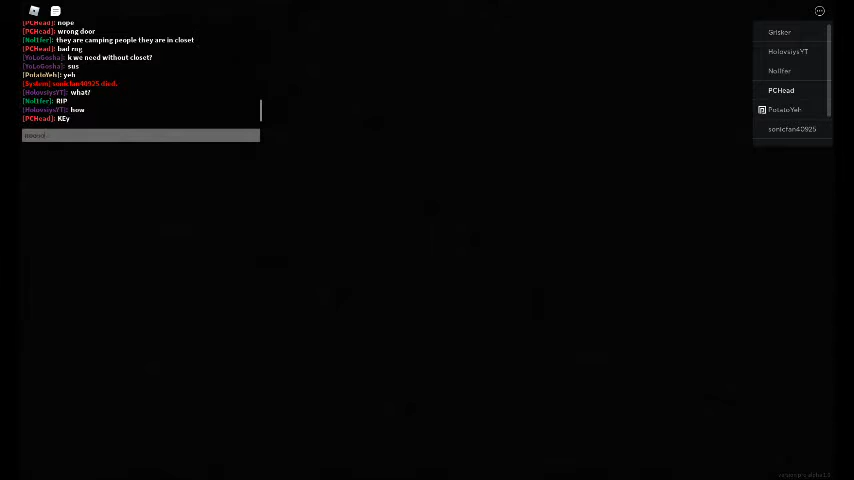 [PCHead]: nope
[PCHead]: wrong door
[NolIfer]: they are camping people they are in closet
[PCHead]: bad rng
[YoLoGosha]: k we need without closet?
[YoLoGosha]: sus
[PotatoYeh]: yeh
[System] sonicfan40925 died.
[HolovsiysYT]: what?
[NolIfer]: RIP
[HolovsiysYT]: how
[PCHead]: KEy
Grisker
HolovsiysYT
NolIfer
PCHead
PotatoYeh
sonicfan40925